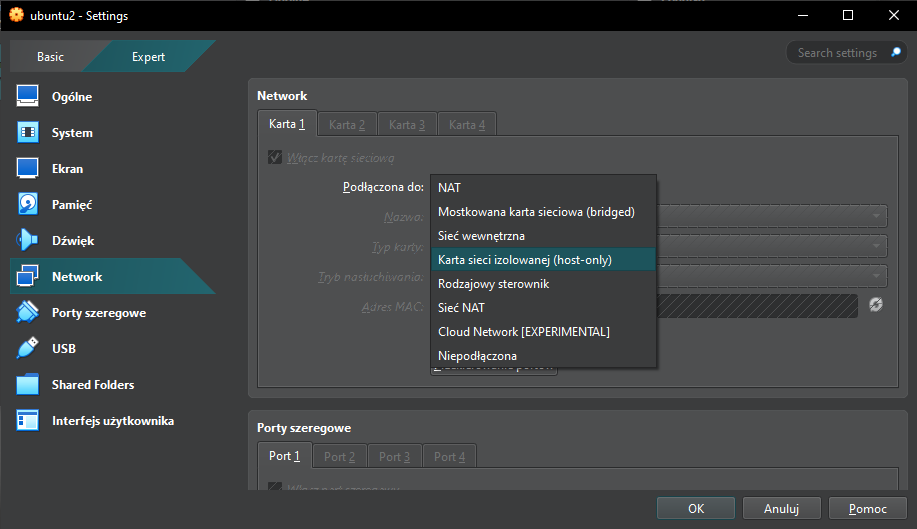 ubuntu2 - Settings
Basic
Expert
Search settings
Ogólne
System
Ekran
Pamięć
Dźwięk
Network
Porty szeregowe
USB
Shared Folders
Interfejs użytkownika
Network
Karta 1
Karta 2
Karta 3
Karta 4
Włącz kartę sieciową
Podłączona do:
NAT
Mostkowana karta sieciowa (bridged)
Sieć wewnętrzna
Karta sieci izolowanej (host-only)
Rodzajowy sterownik
Sieć NAT
Cloud Network [EXPERIMENTAL]
Niepodłączona
Nazwa:
Typ karty:
Tryb nasłuchiwania:
Adres MAC:
Porty szeregowe
Port 1
Port 2
Port 3
Port 4
Włącz port szeregowy
OK
Anuluj
Pomoc